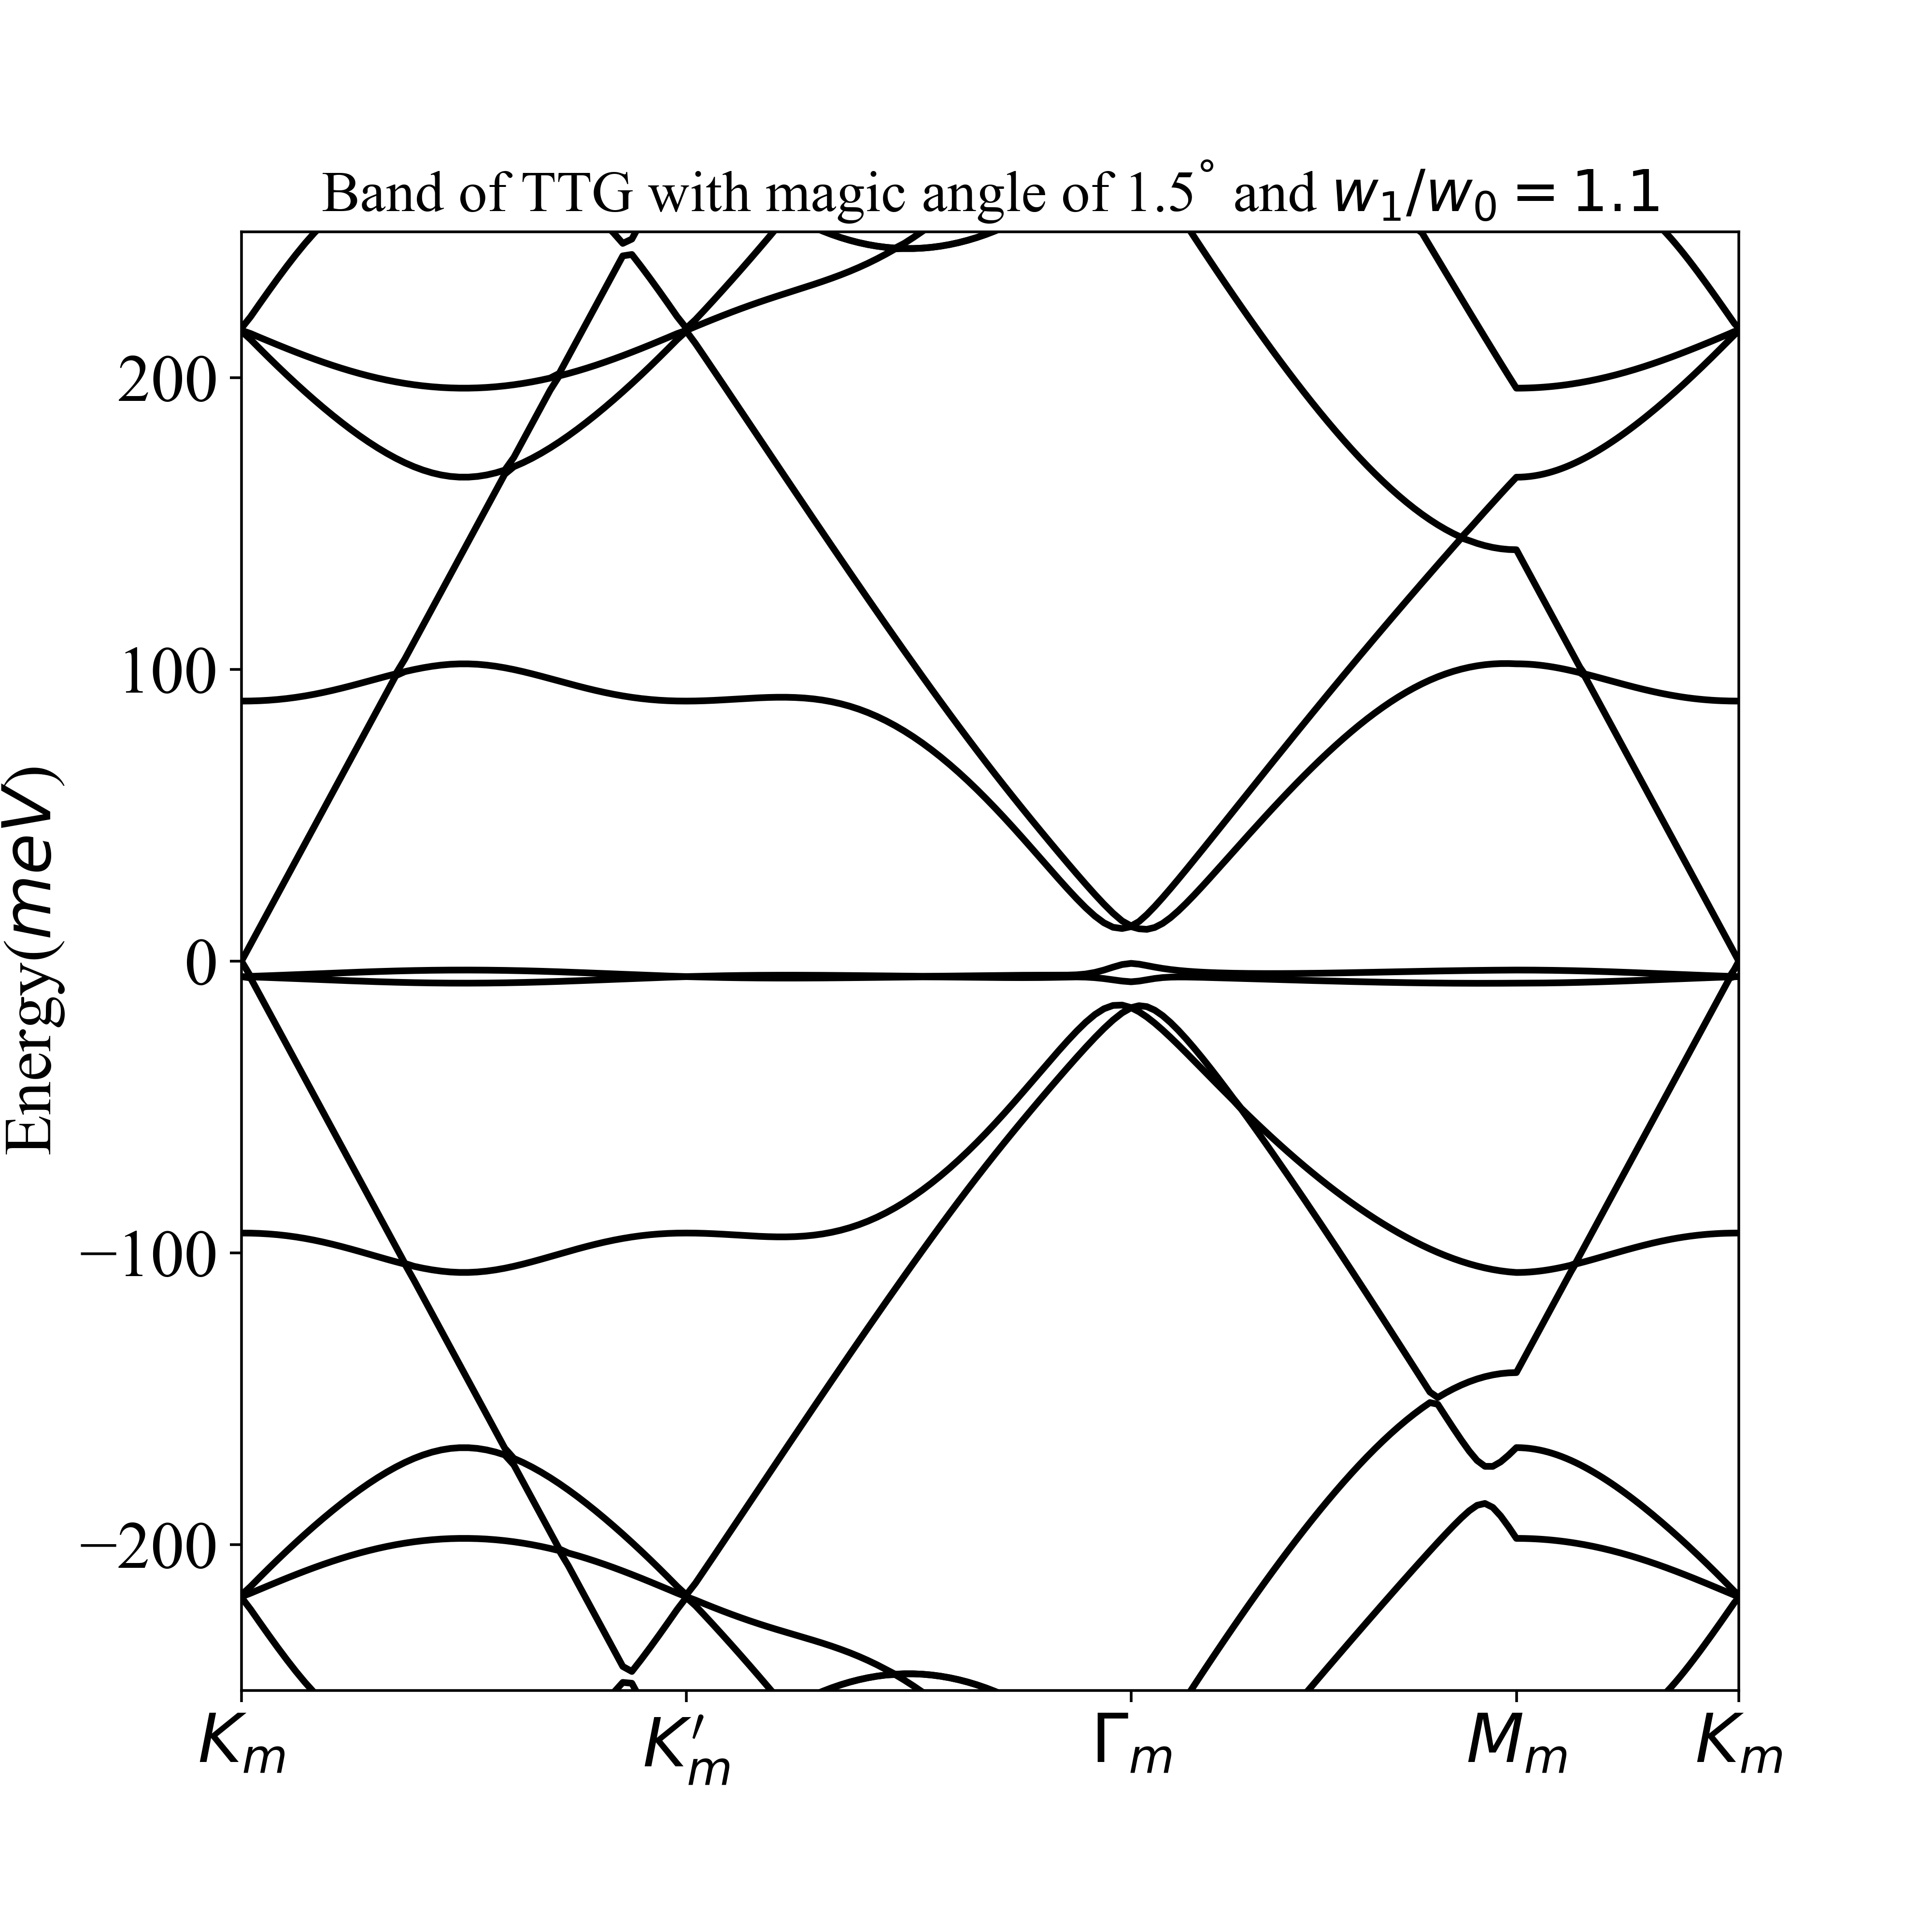 Band of TTG with magic angle of 1.5° and w₁/w₀ = 1.1
Energy(meV)
200
100
0
−100
−200
Kₘ
K′ₘ
Γₘ
Mₘ
Kₘ